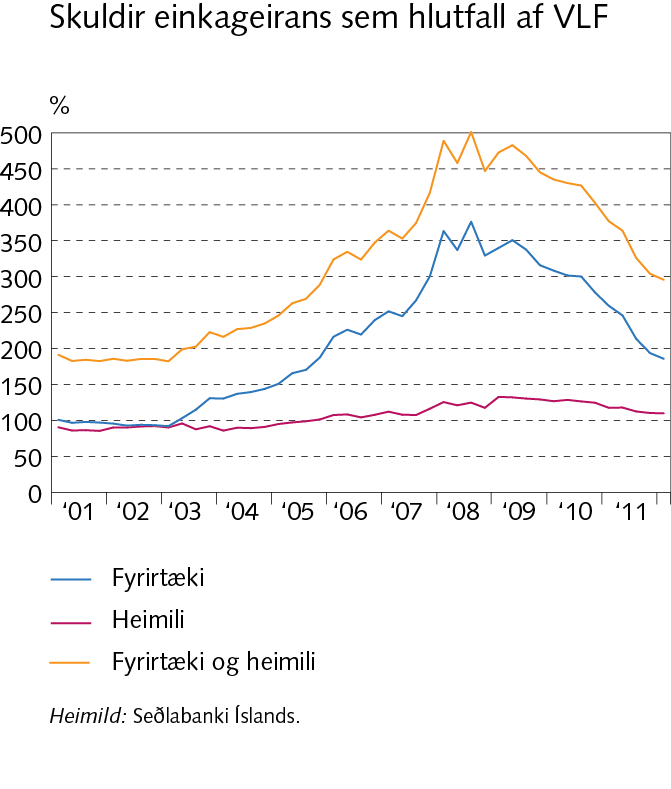 Skuldir einkageirans sem hlutfall af VLF
%
500
450
400
350
300
250
200
150
100
50
0
‘01 ‘02 ‘03 ‘04 ‘05 ‘06 ‘07 ‘08 ‘09 ‘10 ‘11
Fyrirtæki
Heimili
Fyrirtæki og heimili
Heimild: Seðlabanki Íslands.